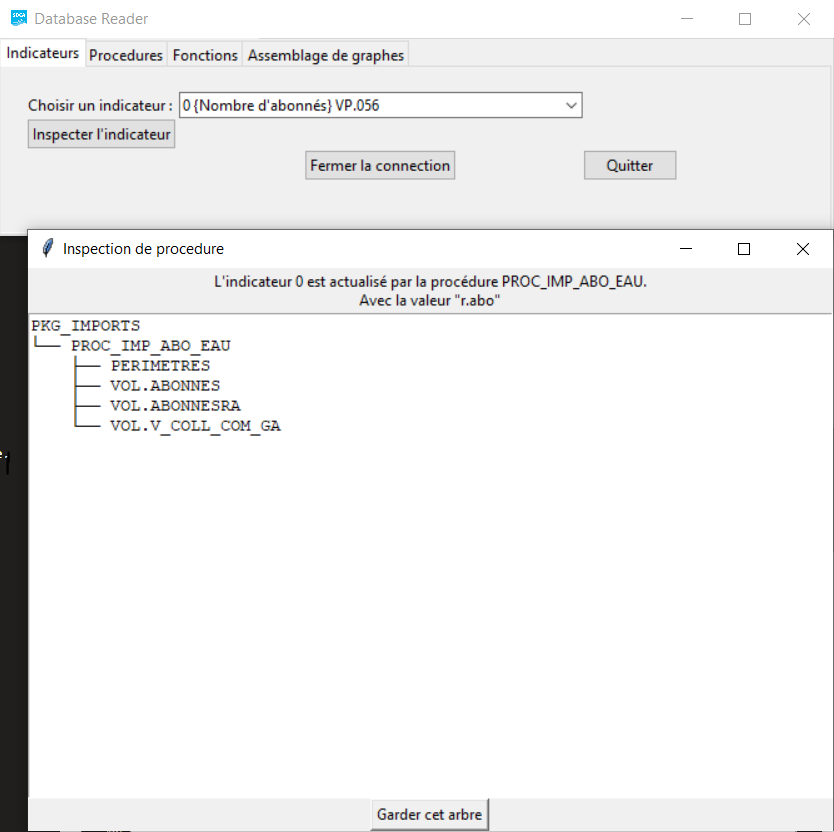 Database Reader
Indicateurs Procedures Fonctions Assemblage de graphes
Choisir un indicateur : 0 {Nombre d'abonnés} VP.056
Inspecter l'indicateur
Fermer la connection Quitter
Inspection de procedure
L'indicateur 0 est actualisé par la procédure PROC_IMP_ABO_EAU.
Avec la valeur "r.abo"
PKG_IMPORTS
└── PROC_IMP_ABO_EAU
├── PERIMETRES
├── VOL.ABONNES
├── VOL.ABONNESRA
└── VOL.V_COLL_COM_GA
Garder cet arbre